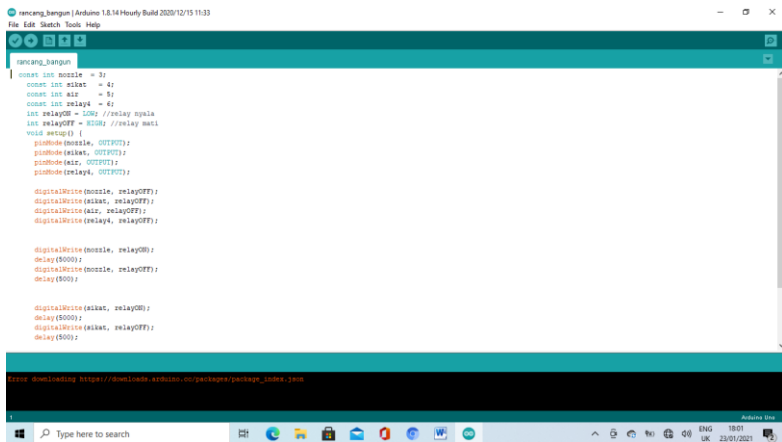 rancang_bangun | Arduino 1.8.14 Hourly Build 2020/12/15 11:33
File Edit Sketch Tools Help
rancang_bangun
const int nozzle = 3;
const int sikat = 4;
const int air = 5;
const int relay4 = 6;
int relayON = LOW; //relay nyala
int relayOFF = HIGH; //relay mati
void setup() {
pinMode(nozzle, OUTPUT);
pinMode(sikat, OUTPUT);
pinMode(air, OUTPUT);
pinMode(relay4, OUTPUT);
digitalWrite(nozzle, relayOFF);
digitalWrite(sikat, relayOFF);
digitalWrite(air, relayOFF);
digitalWrite(relay4, relayOFF);
digitalWrite(nozzle, relayON);
delay(5000);
digitalWrite(nozzle, relayOFF);
delay(500);
digitalWrite(sikat, relayON);
delay(5000);
digitalWrite(sikat, relayOFF);
delay(500);
Error downloading https://downloads.arduino.cc/packages/package_index.json
1 Arduino Uno
Type here to search
ENG 18:01
UK 23/01/2021